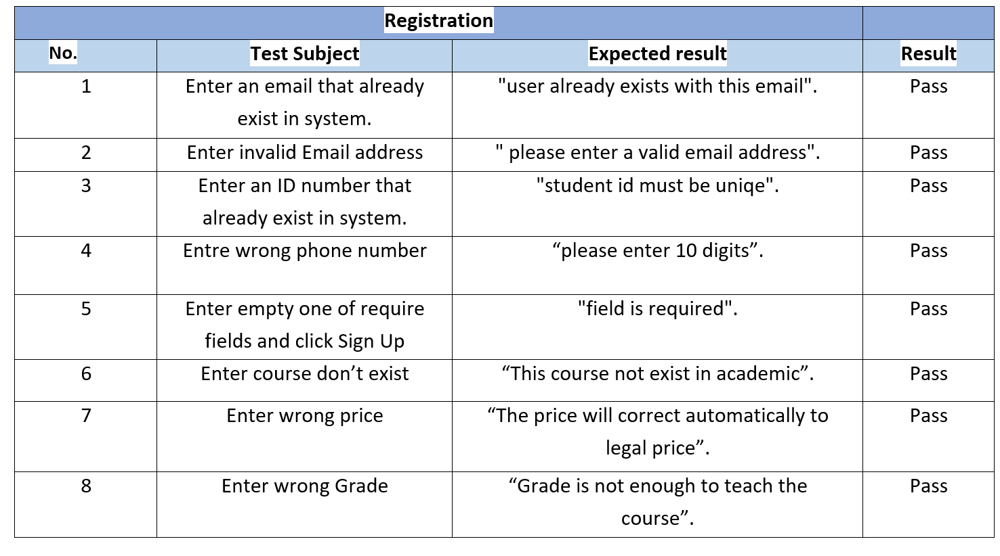 Registration
No. Test Subject Expected result Result
1 Enter an email that already "user already exists with this email". Pass
exist in system.
2 Enter invalid Email address " please enter a valid email address". Pass
3 Enter an ID number that "student id must be uniqe". Pass
already exist in system.
4 Entre wrong phone number “please enter 10 digits”. Pass
5 Enter empty one of require "field is required". Pass
fields and click Sign Up
6 Enter course don’t exist “This course not exist in academic”. Pass
7 Enter wrong price “The price will correct automatically to Pass
legal price”.
8 Enter wrong Grade “Grade is not enough to teach the Pass
course”.